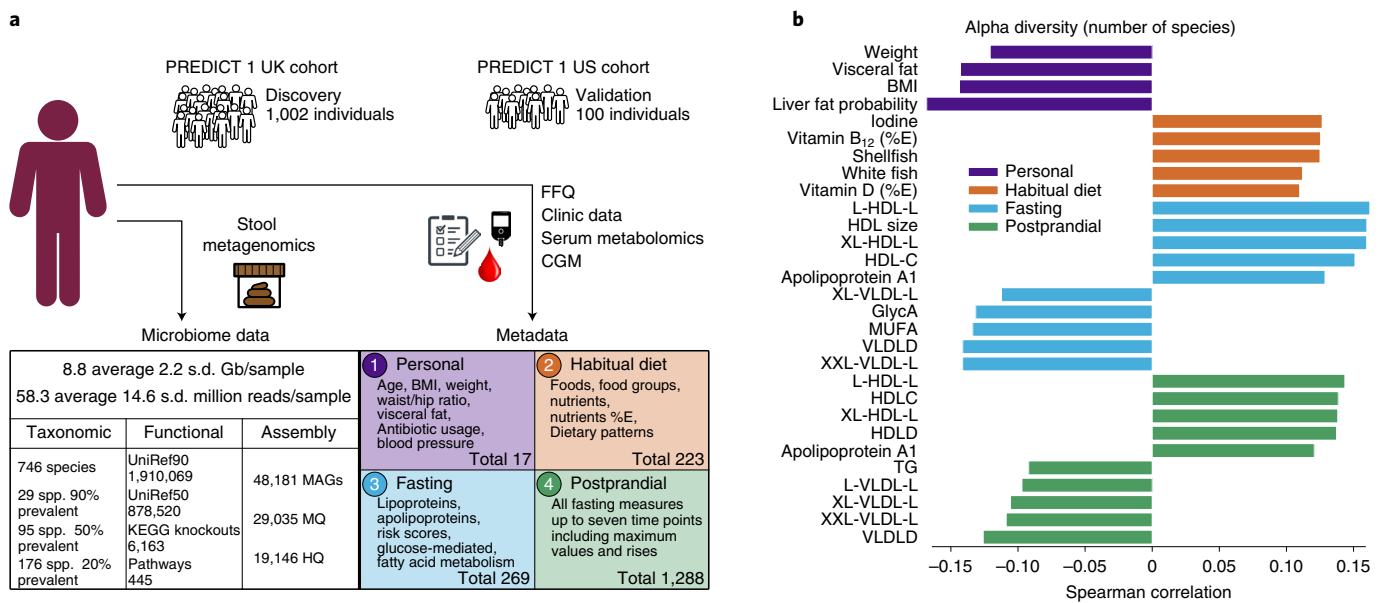 a
PREDICT 1 UK cohort
Discovery
1,002 individuals
PREDICT 1 US cohort
Validation
100 individuals
Stool
metagenomics
FFQ
Clinic data
Serum metabolomics
CGM
Microbiome data
Metadata
8.8 average 2.2 s.d. Gb/sample
58.3 average 14.6 s.d. million reads/sample
Taxonomic
Functional
Assembly
746 species
29 spp. 90%
prevalent
95 spp. 50%
prevalent
176 spp. 20%
prevalent
UniRef90
1,910,069
UniRef50
878,520
KEGG knockouts
6,163
Pathways
445
48,181 MAGs
29,035 MQ
19,146 HQ
1 Personal
Age, BMI, weight,
waist/hip ratio,
visceral fat,
Antibiotic usage,
blood pressure
Total 17
2 Habitual diet
Foods, food groups,
nutrients,
nutrients %E,
Dietary patterns
Total 223
3 Fasting
Lipoproteins,
apolipoproteins,
risk scores,
glucose-mediated,
fatty acid metabolism
Total 269
4 Postprandial
All fasting measures
up to seven time points
including maximum
values and rises
Total 1,288
b
Alpha diversity (number of species)
Weight
Visceral fat
BMI
Liver fat probability
Iodine
Vitamin B12 (%E)
Shellfish
White fish
Vitamin D (%E)
L-HDL-L
HDL size
XL-HDL-L
HDL-C
Apolipoprotein A1
XL-VLDL-L
GlycA
MUFA
VLDLD
XXL-VLDL-L
L-HDL-L
HDLC
XL-HDL-L
HDLD
Apolipoprotein A1
TG
L-VLDL-L
XL-VLDL-L
XXL-VLDL-L
VLDLD
Personal
Habitual diet
Fasting
Postprandial
−0.15 −0.10 −0.05 0 0.05 0.10 0.15
Spearman correlation